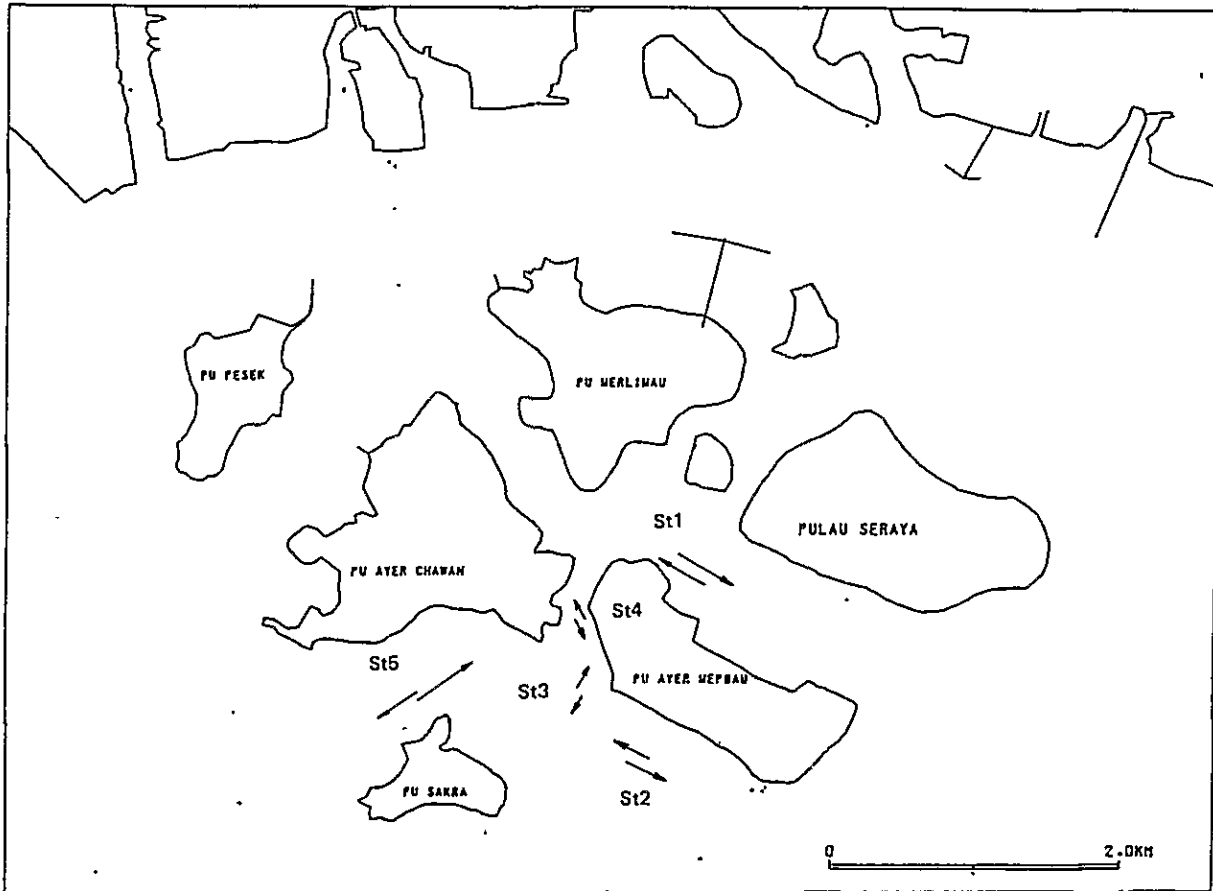 PU PESEK
PU MERLIMAU
St1
PULAU SERAYA
PU AYER CHAWAN
St4
St5
St3
PU AYER MERBAU
PU SAKRA
St2
0 2.0KM